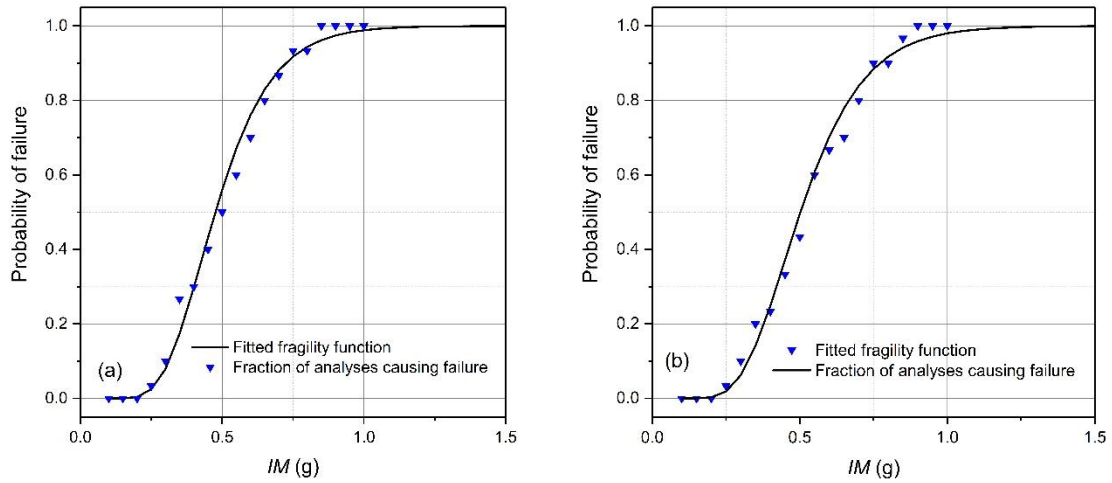 Probability of failure
1.0
0.8
0.6
0.4
0.2
0.0
(a)
Fitted fragility function
Fraction of analyses causing failure
0.0 0.5 1.0 1.5
IM (g)
Probability of failure
1.0
0.8
0.6
0.4
0.2
0.0
(b)
Fitted fragility function
Fraction of analyses causing failure
0.0 0.5 1.0 1.5
IM (g)